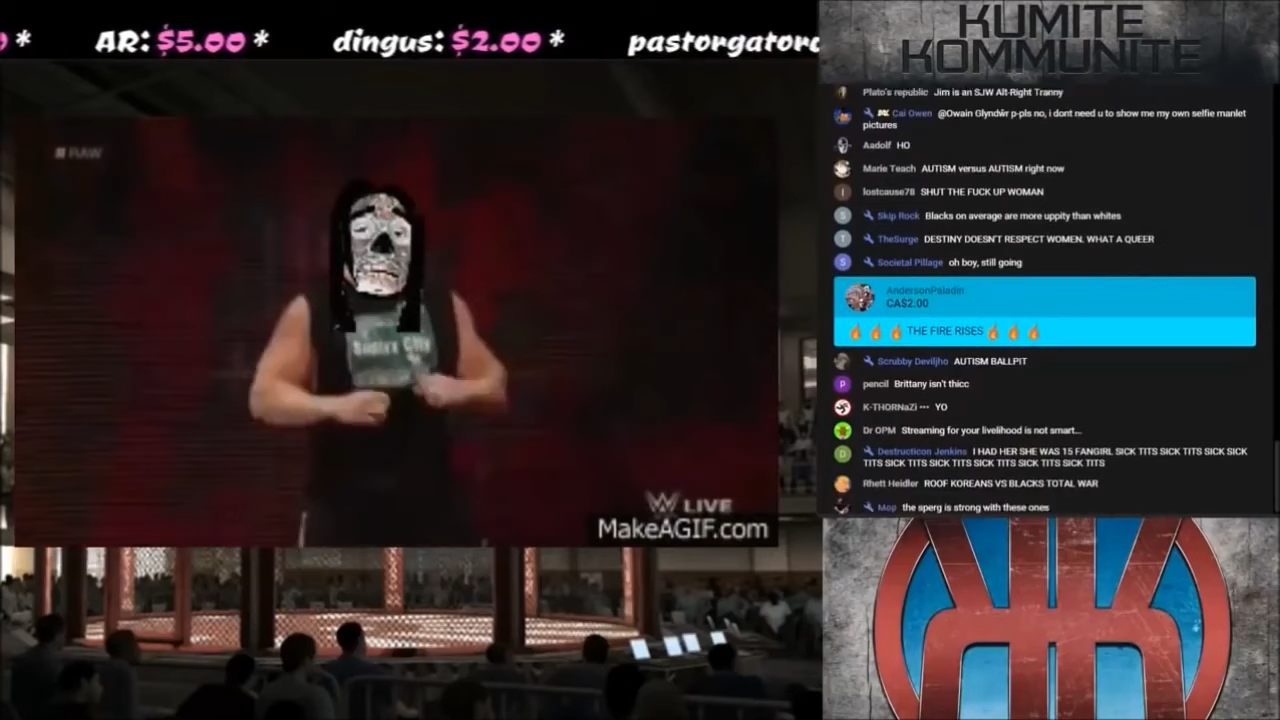 * AR: $5.00 * dingus: $2.00 * pastorgator
KUMITE
KOMMUNITE
RAW
Plato's republic Jim is an SJW Alt-Right Tranny
Cai Owen @Owain Glyndŵr p-pls no, i dont need u to show me my own selfie manlet
pictures
Aadolf HO
Marie Teach AUTISM versus AUTISM right now
lostcause78 SHUT THE FUCK UP WOMAN
S Skip Rock Blacks on average are more uppity than whites
T TheSurge DESTINY DOESN'T RESPECT WOMEN. WHAT A QUEER
S Societal Pillage oh boy, still going
AndersonPaladin
CA$2.00
THE FIRE RISES
Scrubby Deviljho AUTISM BALLPIT
P pencil Brittany isn't thicc
K-THORNaZi ••• YO
Dr OPM Streaming for your livelihood is not smart...
D Destructicon Jenkins I HAD HER SHE WAS 15 FANGIRL SICK TITS SICK TITS SICK SICK
TITS SICK TITS SICK TITS SICK TITS SICK TITS SICK TITS
Rhett Heidler ROOF KOREANS VS BLACKS TOTAL WAR
Mop the sperg is strong with these ones
W LIVE
MakeAGIF.com